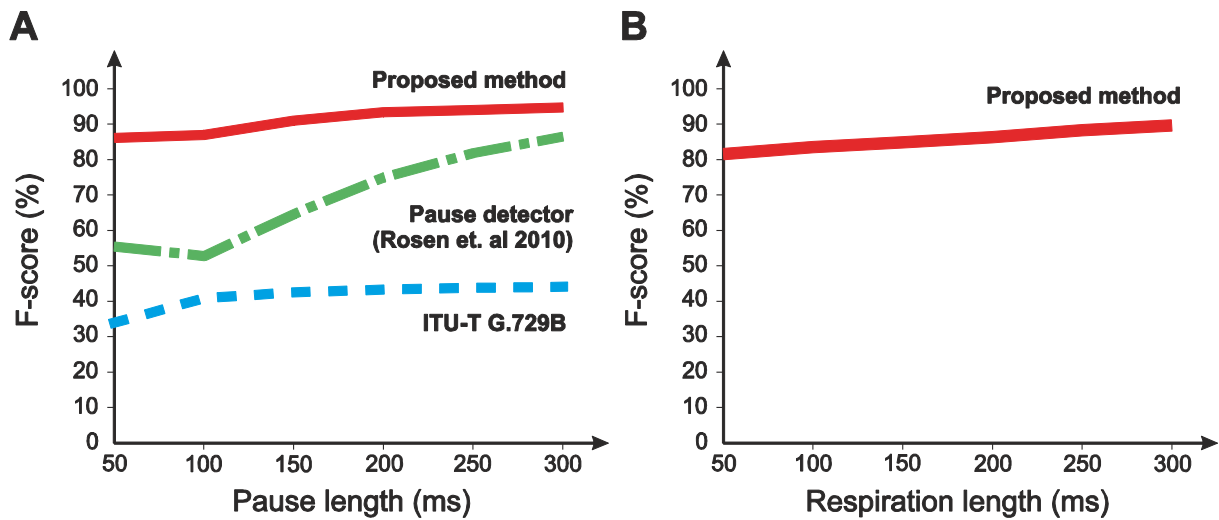 A
F-score (%)
100
90
80
70
60
50
40
30
20
10
0
Proposed method
Pause detector
(Rosen et. al 2010)
ITU-T G.729B
50 100 150 200 250 300
Pause length (ms)
B
F-score (%)
100
90
80
70
60
50
40
30
20
10
0
Proposed method
50 100 150 200 250 300
Respiration length (ms)